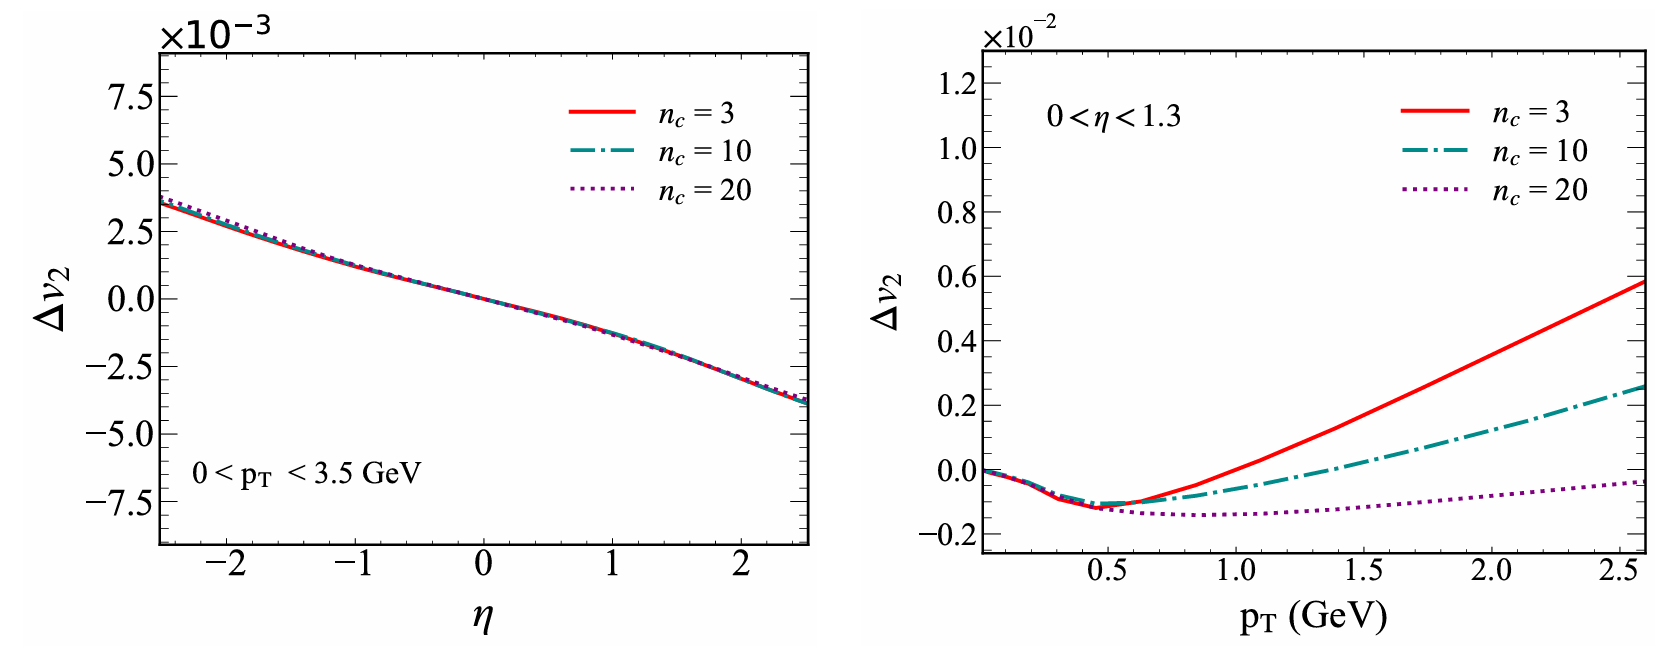 ×10⁻³
7.5
5.0
2.5
0.0
−2.5
−5.0
−7.5
Δv₂
n_c = 3
n_c = 10
n_c = 20
0 < p_T < 3.5 GeV
−2 −1 0 1 2
η
×10⁻²
1.2
1.0
0.8
0.6
0.4
0.2
0.0
−0.2
Δv₂
0 < η < 1.3
n_c = 3
n_c = 10
n_c = 20
0.5 1.0 1.5 2.0 2.5
p_T (GeV)